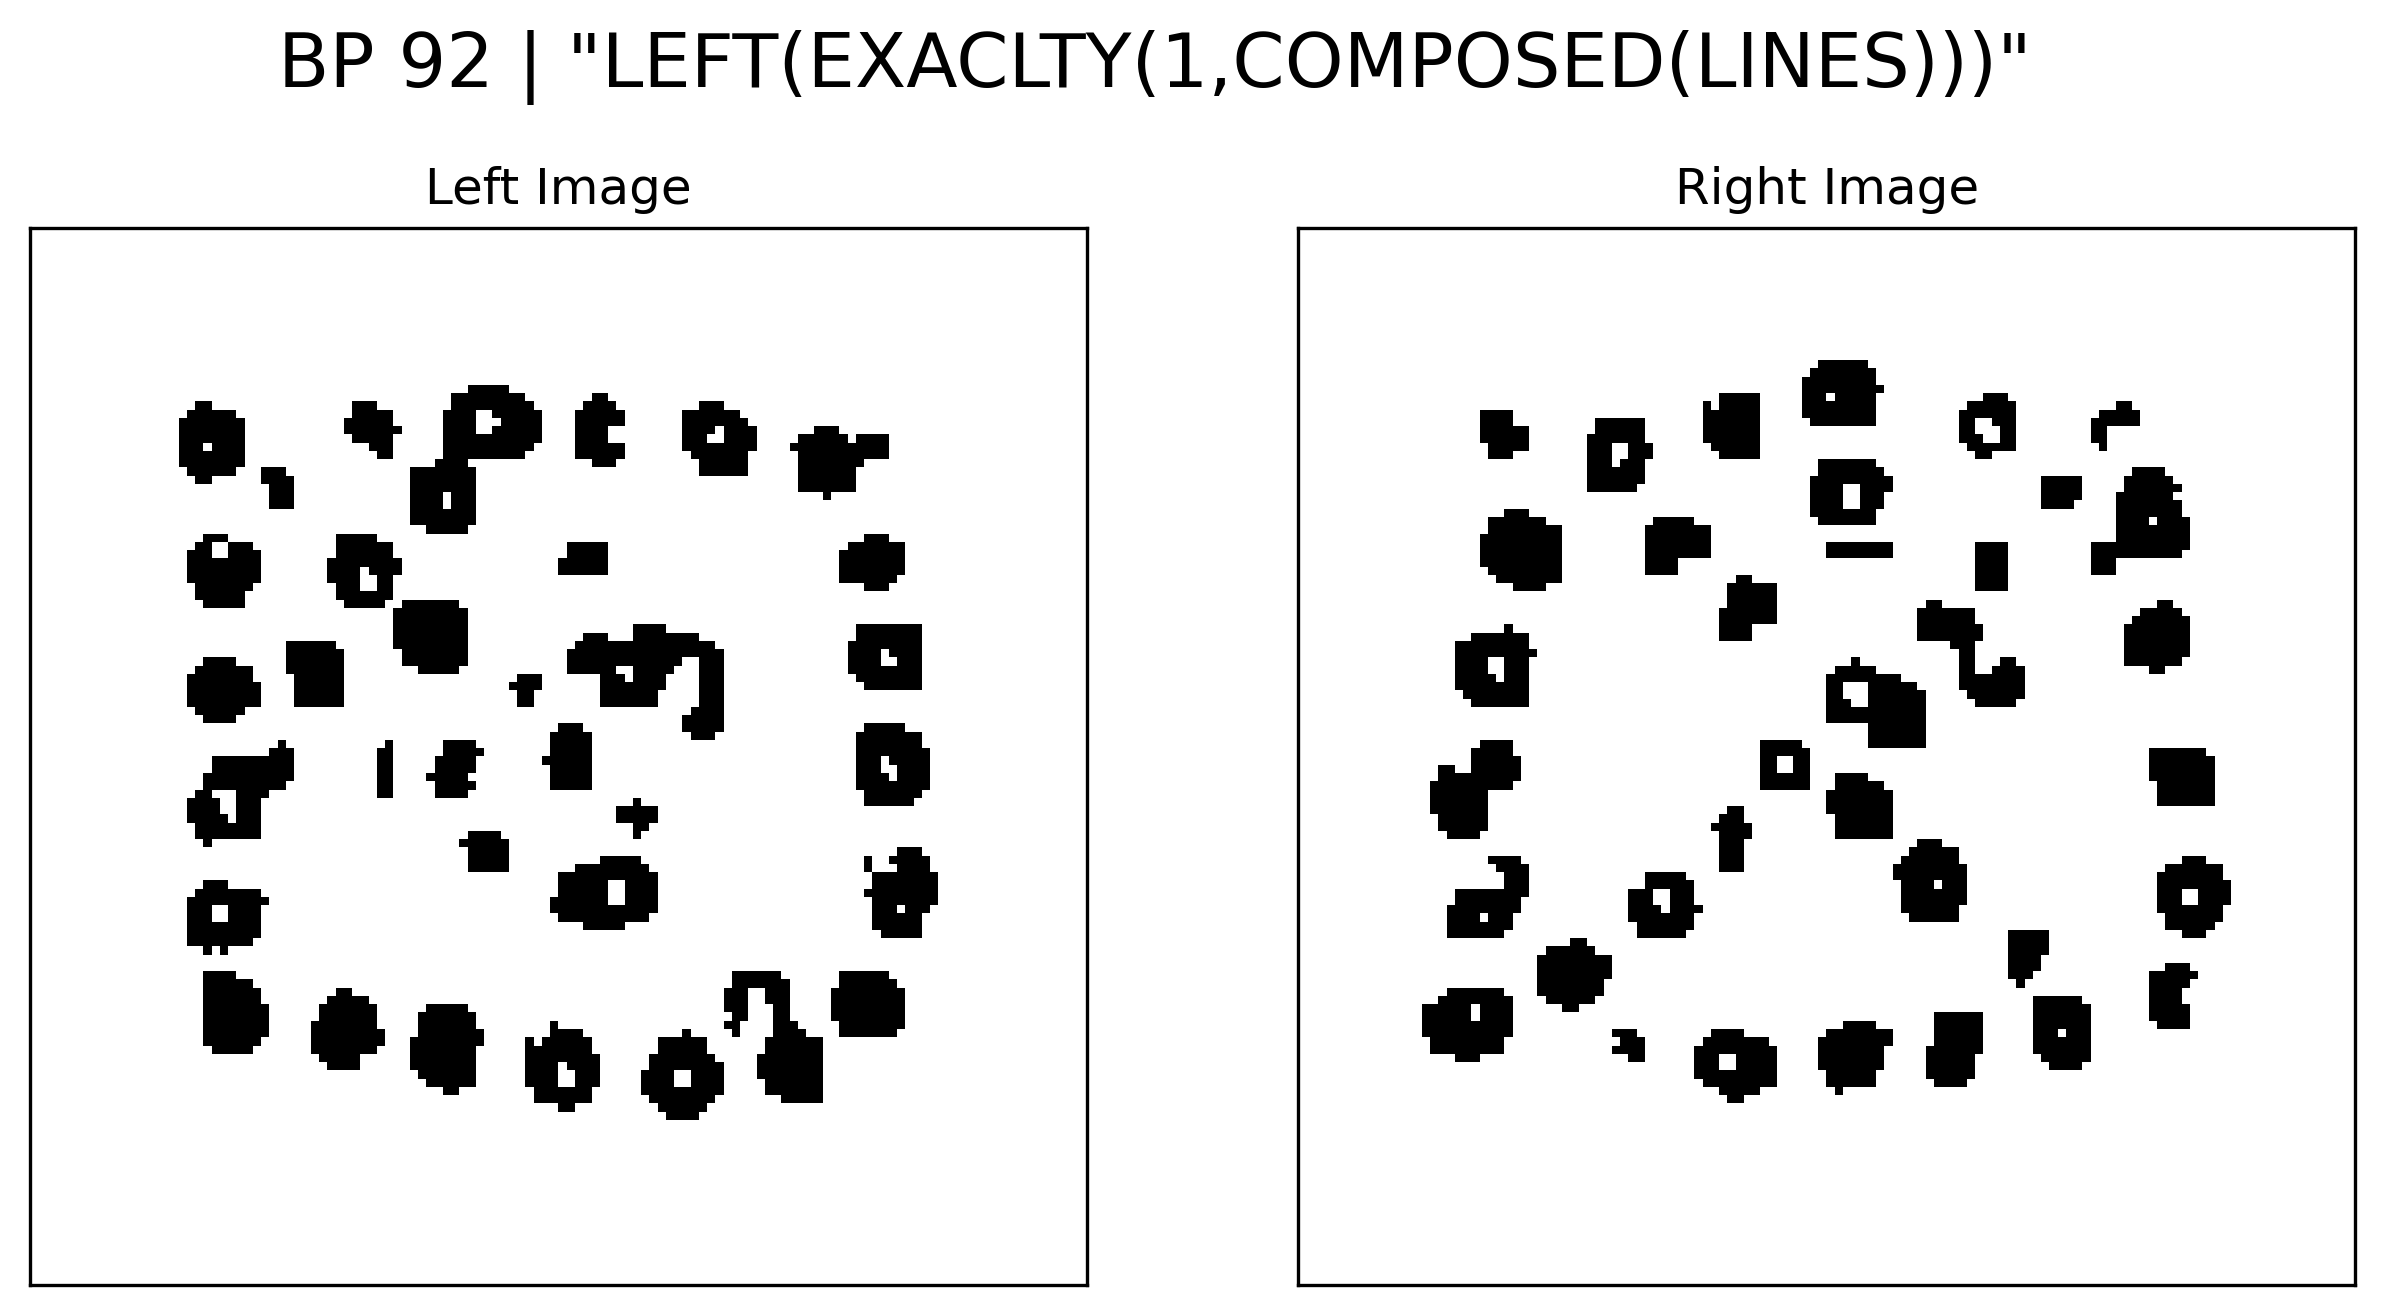 BP 92 | "LEFT(EXACLTY(1,COMPOSED(LINES)))"
Left Image
Right Image